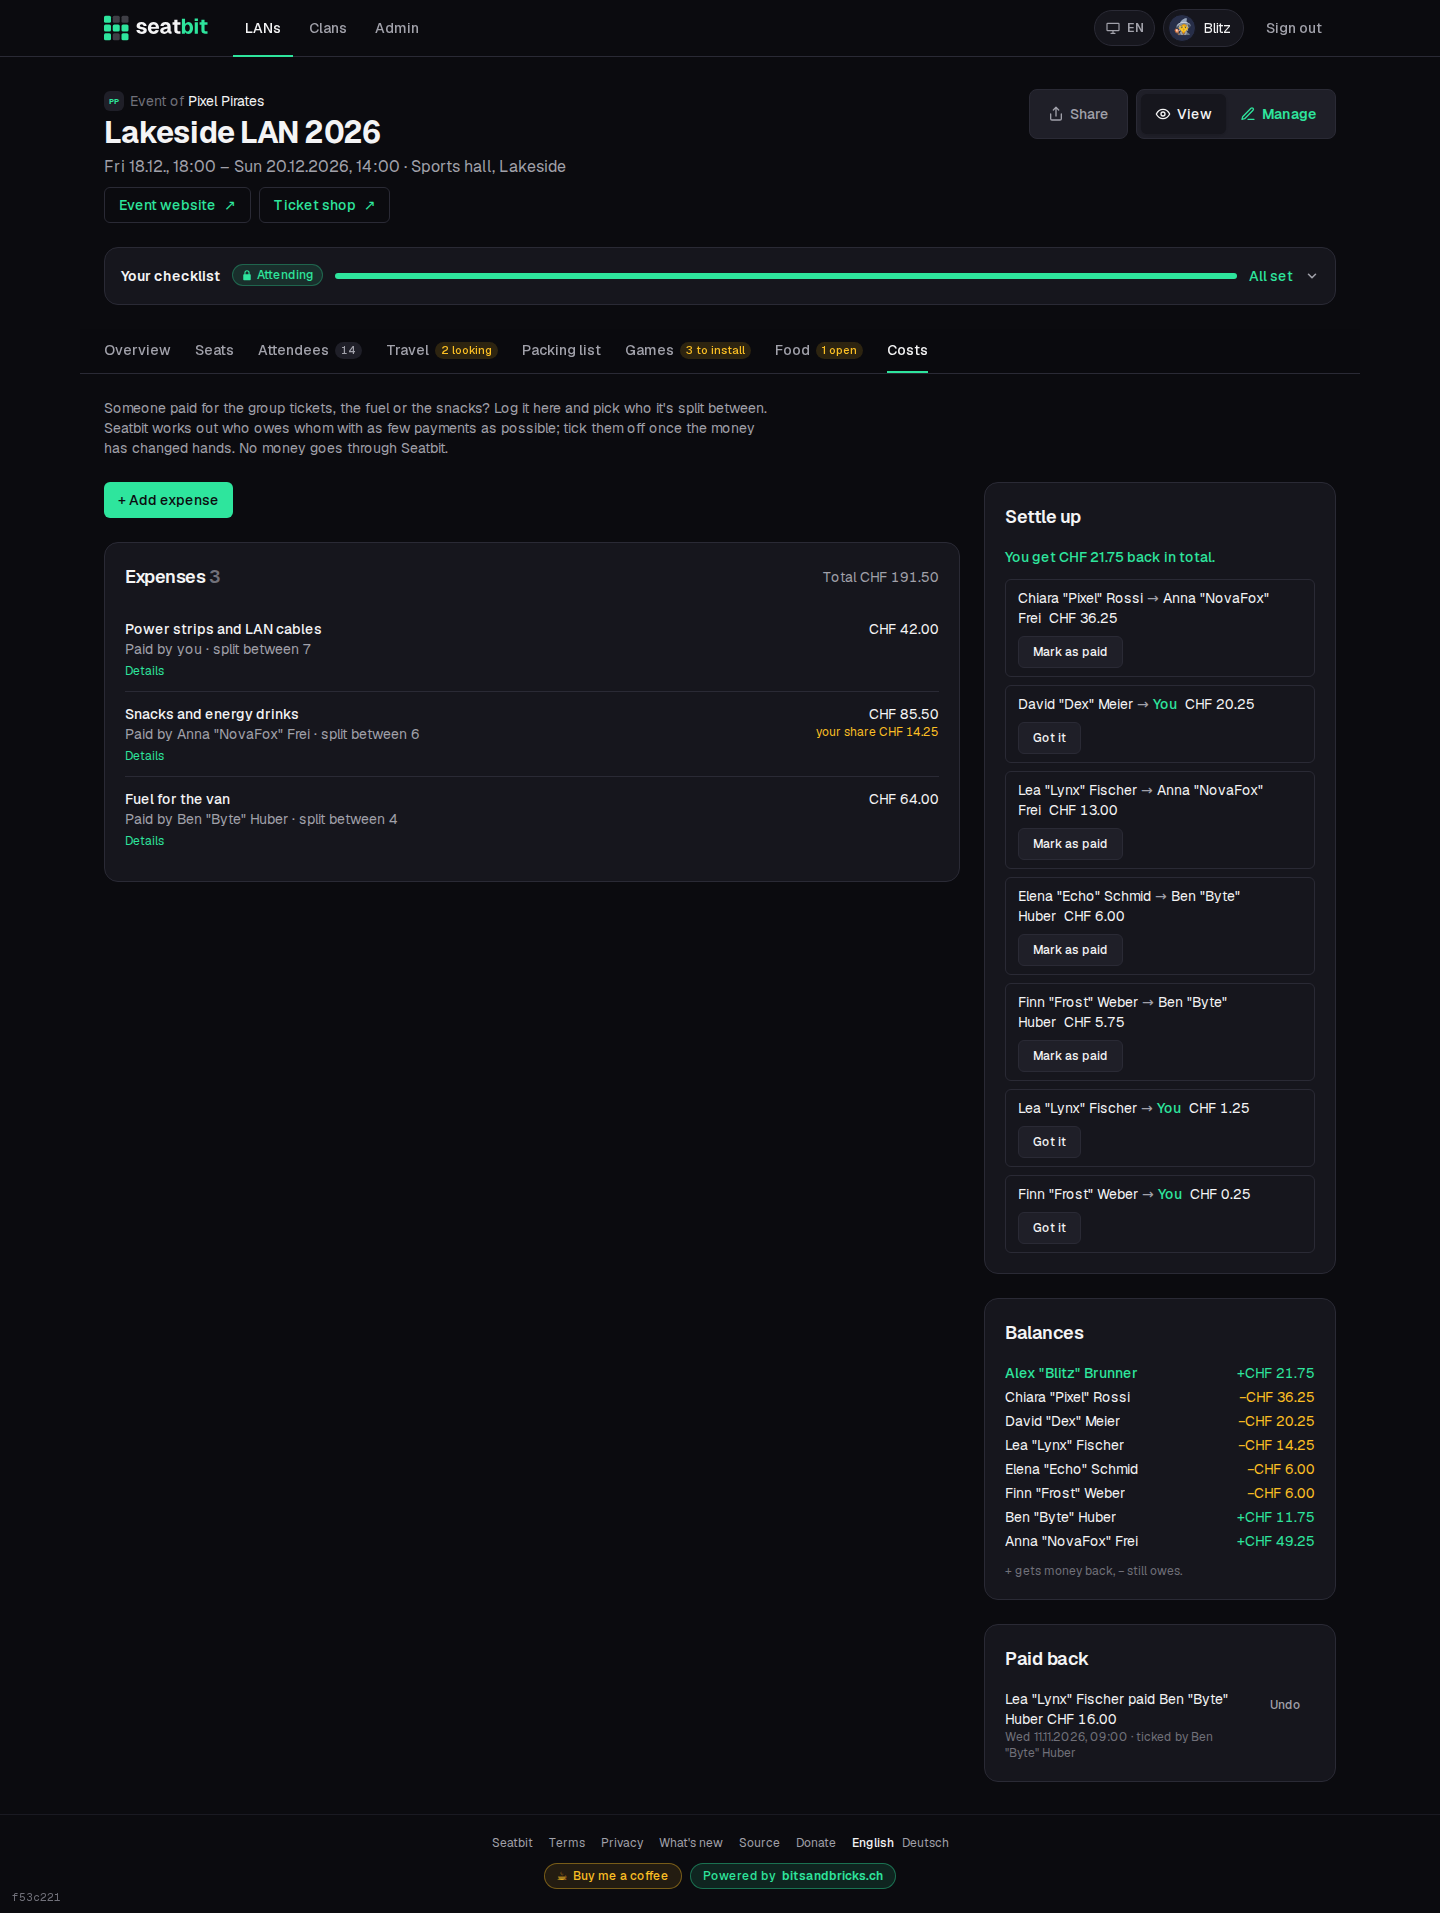 seatbit
LANs
Clans
Admin
EN
Blitz
Sign out
PP Event of Pixel Pirates
Lakeside LAN 2026
Fri 18.12., 18:00 – Sun 20.12.2026, 14:00 · Sports hall, Lakeside
Event website ↗
Ticket shop ↗
Share
View
Manage
Your checklist
Attending
All set
Overview
Seats
Attendees 14
Travel 2 looking
Packing list
Games 3 to install
Food 1 open
Costs
Someone paid for the group tickets, the fuel or the snacks? Log it here and pick who it's split between.
Seatbit works out who owes whom with as few payments as possible; tick them off once the money
has changed hands. No money goes through Seatbit.
+ Add expense
Expenses 3
Total CHF 191.50
Power strips and LAN cables
CHF 42.00
Paid by you · split between 7
Details
Snacks and energy drinks
CHF 85.50
Paid by Anna "NovaFox" Frei · split between 6
your share CHF 14.25
Details
Fuel for the van
CHF 64.00
Paid by Ben "Byte" Huber · split between 4
Details
Settle up
You get CHF 21.75 back in total.
Chiara "Pixel" Rossi → Anna "NovaFox"
Frei CHF 36.25
Mark as paid
David "Dex" Meier → You CHF 20.25
Got it
Lea "Lynx" Fischer → Anna "NovaFox"
Frei CHF 13.00
Mark as paid
Elena "Echo" Schmid → Ben "Byte"
Huber CHF 6.00
Mark as paid
Finn "Frost" Weber → Ben "Byte"
Huber CHF 5.75
Mark as paid
Lea "Lynx" Fischer → You CHF 1.25
Got it
Finn "Frost" Weber → You CHF 0.25
Got it
Balances
Alex "Blitz" Brunner +CHF 21.75
Chiara "Pixel" Rossi −CHF 36.25
David "Dex" Meier −CHF 20.25
Lea "Lynx" Fischer −CHF 14.25
Elena "Echo" Schmid −CHF 6.00
Finn "Frost" Weber −CHF 6.00
Ben "Byte" Huber +CHF 11.75
Anna "NovaFox" Frei +CHF 49.25
+ gets money back, − still owes.
Paid back
Lea "Lynx" Fischer paid Ben "Byte"
Huber CHF 16.00
Undo
Wed 11.11.2026, 09:00 · ticked by Ben
"Byte" Huber
Seatbit
Terms
Privacy
What's new
Source
Donate
English
Deutsch
Buy me a coffee
Powered by bitsandbricks.ch
f53c221